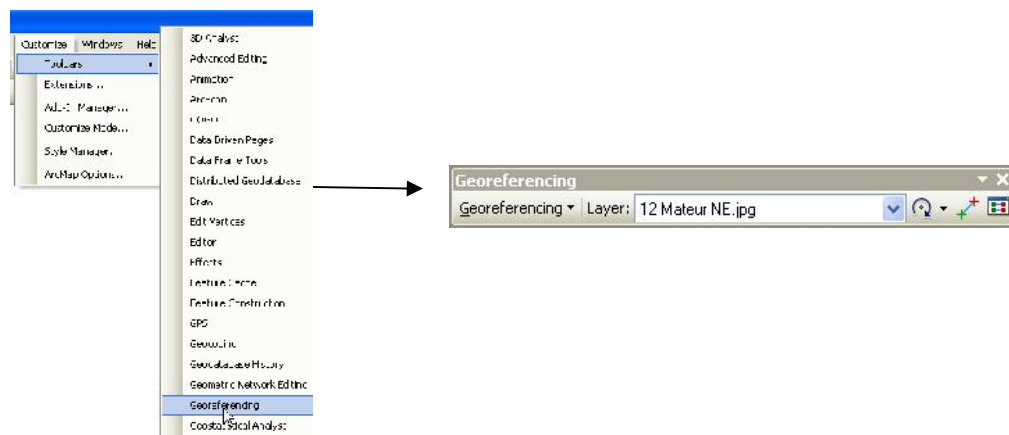 Customize Windows Help
Toolbars
Extensions...
Add-In Manager...
Customize Mode...
Style Manager...
ArcMap Options...
3D Analyst
Advanced Editing
Animation
ArcScan
Data Driven Pages
Data Frame Tools
Distributed Geodatabase
Draw
Edit Vertices
Editor
Effects
Feature Cache
Feature Construction
GPS
Geocoding
Geodatabase History
Geometric Network Editing
Georeferencing
Geostatistical Analyst
Georeferencing
Georeferencing Layer: 12 Mateur NE.jpg